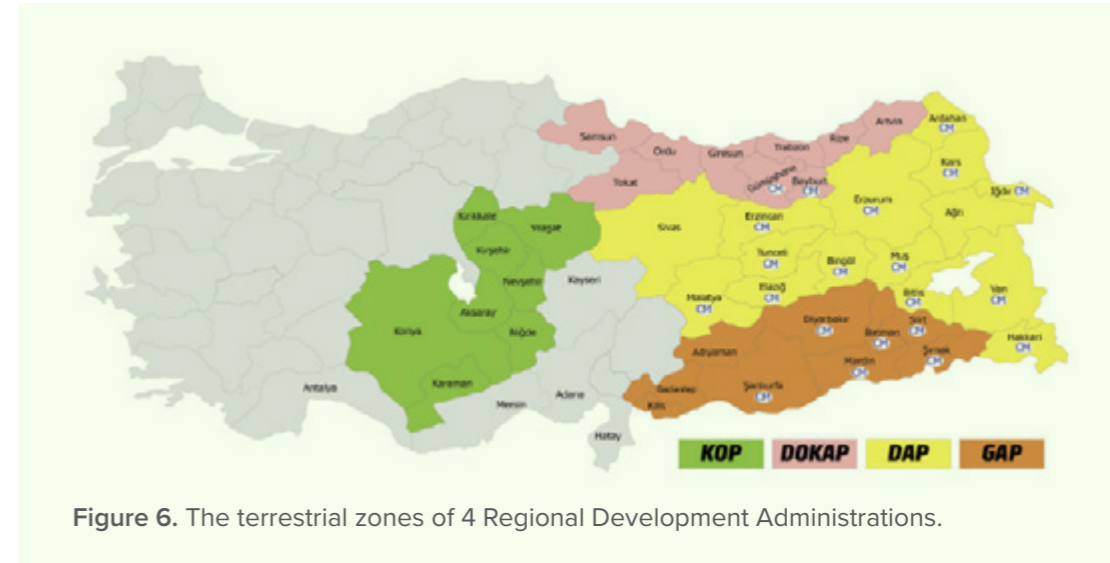 Samsun
Ordu
Giresun
Trabzon
Rize
Artvin
Ardahan
CM
Kars
CM
Iğdır CM
Tokat
Gümüşhane
CM
Bayburt
CM
Erzurum
CM
Ağrı
Kırıkkale
Yozgat
Sivas
Erzincan
CM
Kırşehir
Tunceli
CM
Bingöl
CM
Muş
CM
Nevşehir
Kayseri
Elazığ
CM
Bitlis
CM
Van
CM
Malatya
CM
Aksaray
Konya
Niğde
Diyarbakır
CM
Batman
CM
Siirt
CM
Hakkari
CM
Adıyaman
Mardin
CM
Şırnak
CM
Antalya
Karaman
Mersin
Adana
Gaziantep
Kilis
Şanlıurfa
CM
Hatay
KOP DOKAP DAP GAP
Figure 6. The terrestrial zones of 4 Regional Development Administrations.